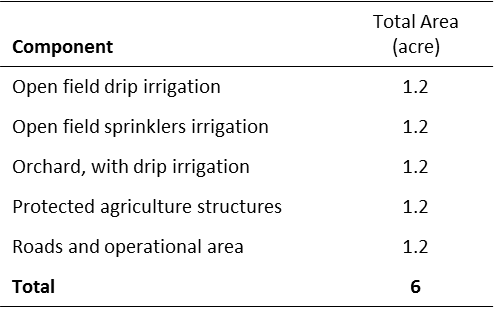 Total Area
Component (acre)
Open field drip irrigation 1.2
Open field sprinklers irrigation 1.2
Orchard, with drip irrigation 1.2
Protected agriculture structures 1.2
Roads and operational area 1.2
Total 6